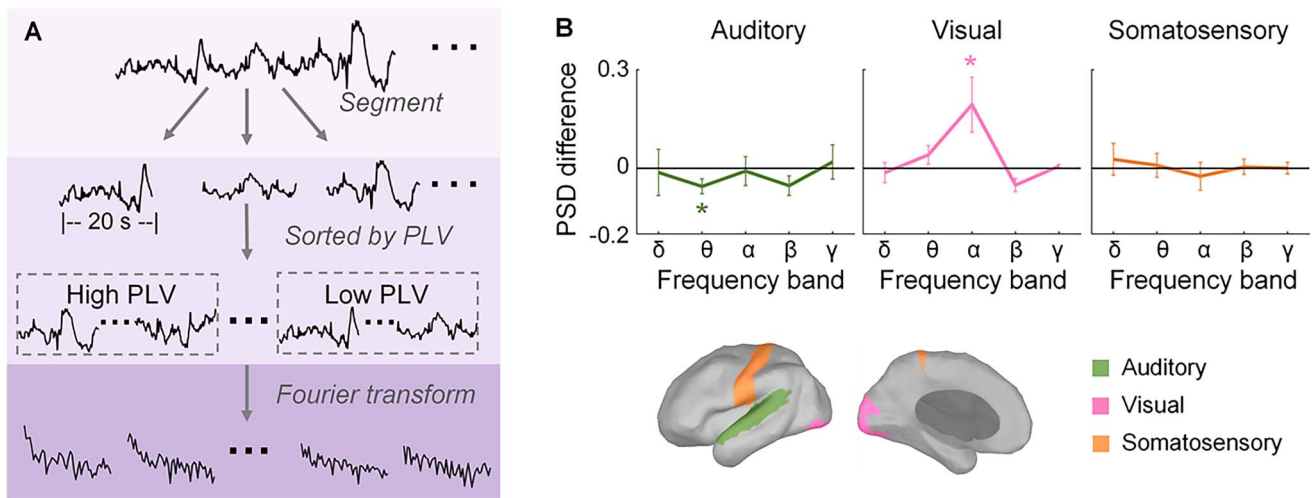 A
Segment
|-- 20 s --|
Sorted by PLV
High PLV
Low PLV
Fourier transform
B
Auditory Visual Somatosensory
PSD difference
0.3
0
-0.2
*
*
δ θ α β γ δ θ α β γ δ θ α β γ
Frequency band Frequency band Frequency band
Auditory
Visual
Somatosensory